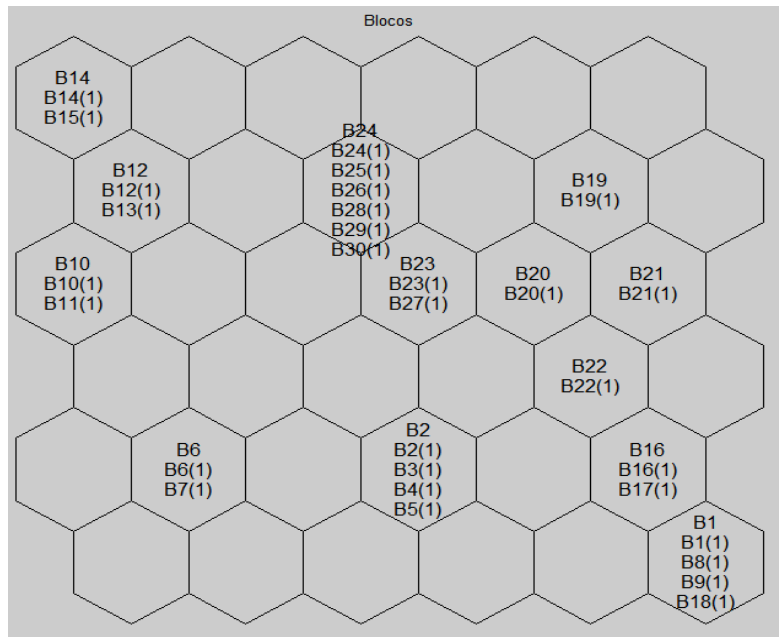 Blocos
B14
B14(1)
B15(1)
B12
B12(1)
B13(1)
B24
B24(1)
B25(1)
B26(1)
B28(1)
B29(1)
B30(1)
B19
B19(1)
B10
B10(1)
B11(1)
B23
B23(1)
B27(1)
B20
B20(1)
B21
B21(1)
B22
B22(1)
B6
B6(1)
B7(1)
B2
B2(1)
B3(1)
B4(1)
B5(1)
B16
B16(1)
B17(1)
B1
B1(1)
B8(1)
B9(1)
B18(1)